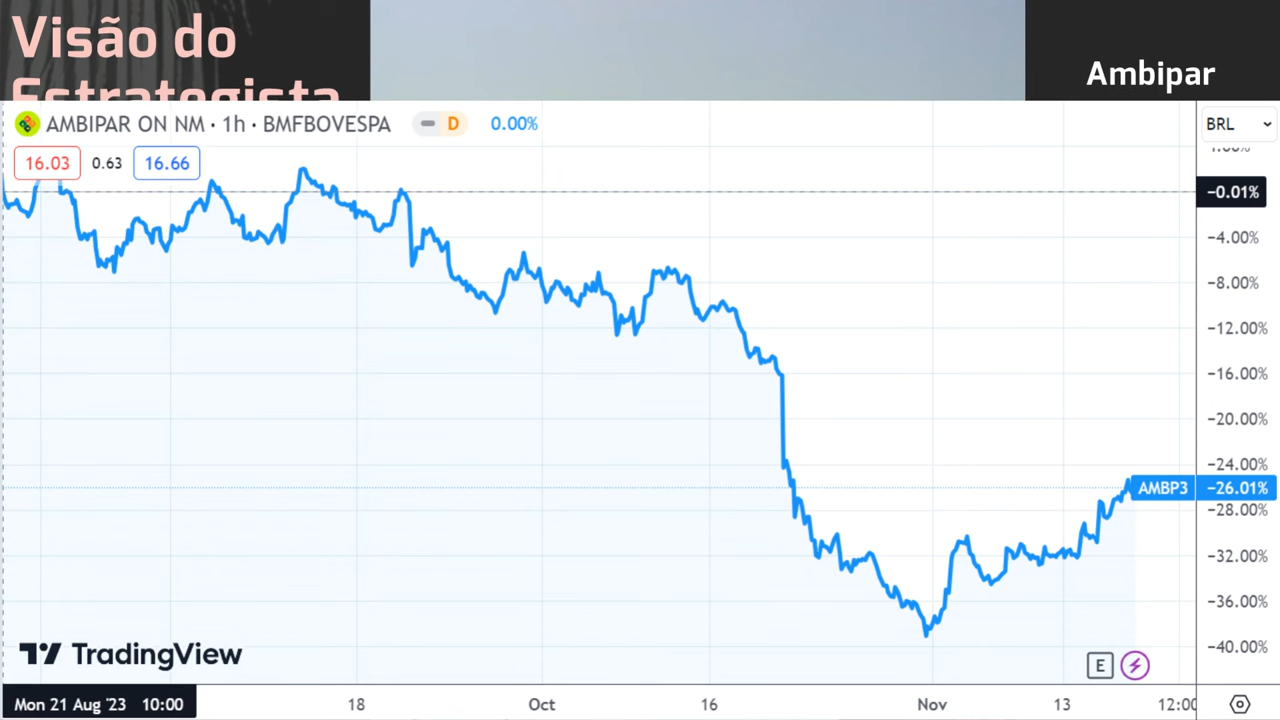 Visão do
Estrategista
Ambipar
AMBIPAR ON NM · 1h · BMFBOVESPA
D
0.00%
BRL
16.03
0.63
16.66
−0.01%
−4.00%
−8.00%
−12.00%
−16.00%
−20.00%
−24.00%
AMBP3
−26.01%
−28.00%
−32.00%
−36.00%
−40.00%
E
TradingView
Mon 21 Aug '23 10:00
18
Oct
16
Nov
13
12:00